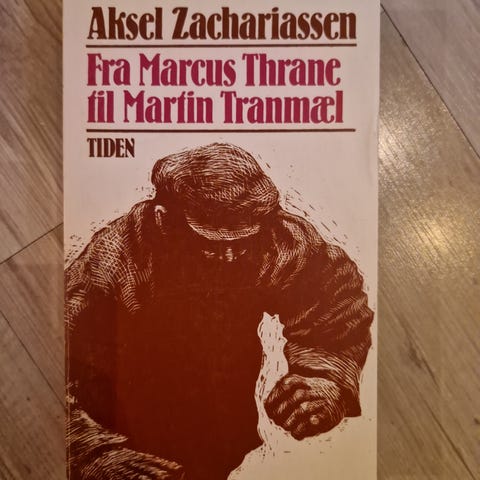 Aksel Zachariassen
Fra Marcus Thrane
til Martin Tranmæl
TIDEN